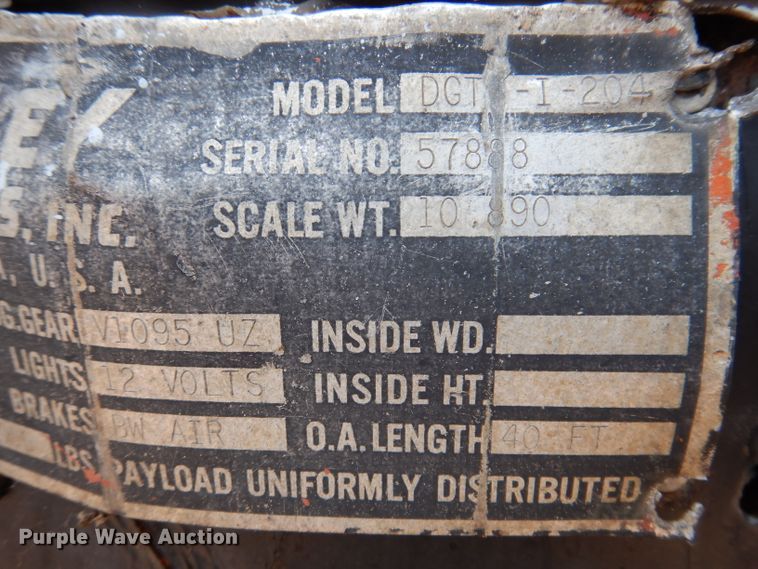 EY
MODEL DGT -I-204
SERIAL NO. 57888
S, INC. SCALE WT. 10,890
A, U. S. A.
G. GEAR V1095 UZ INSIDE WD.
LIGHTS 12 VOLTS INSIDE HT.
BRAKES BW AIR O.A. LENGTH 40 FT
LBS. PAYLOAD UNIFORMLY DISTRIBUTED
Purple Wave Auction